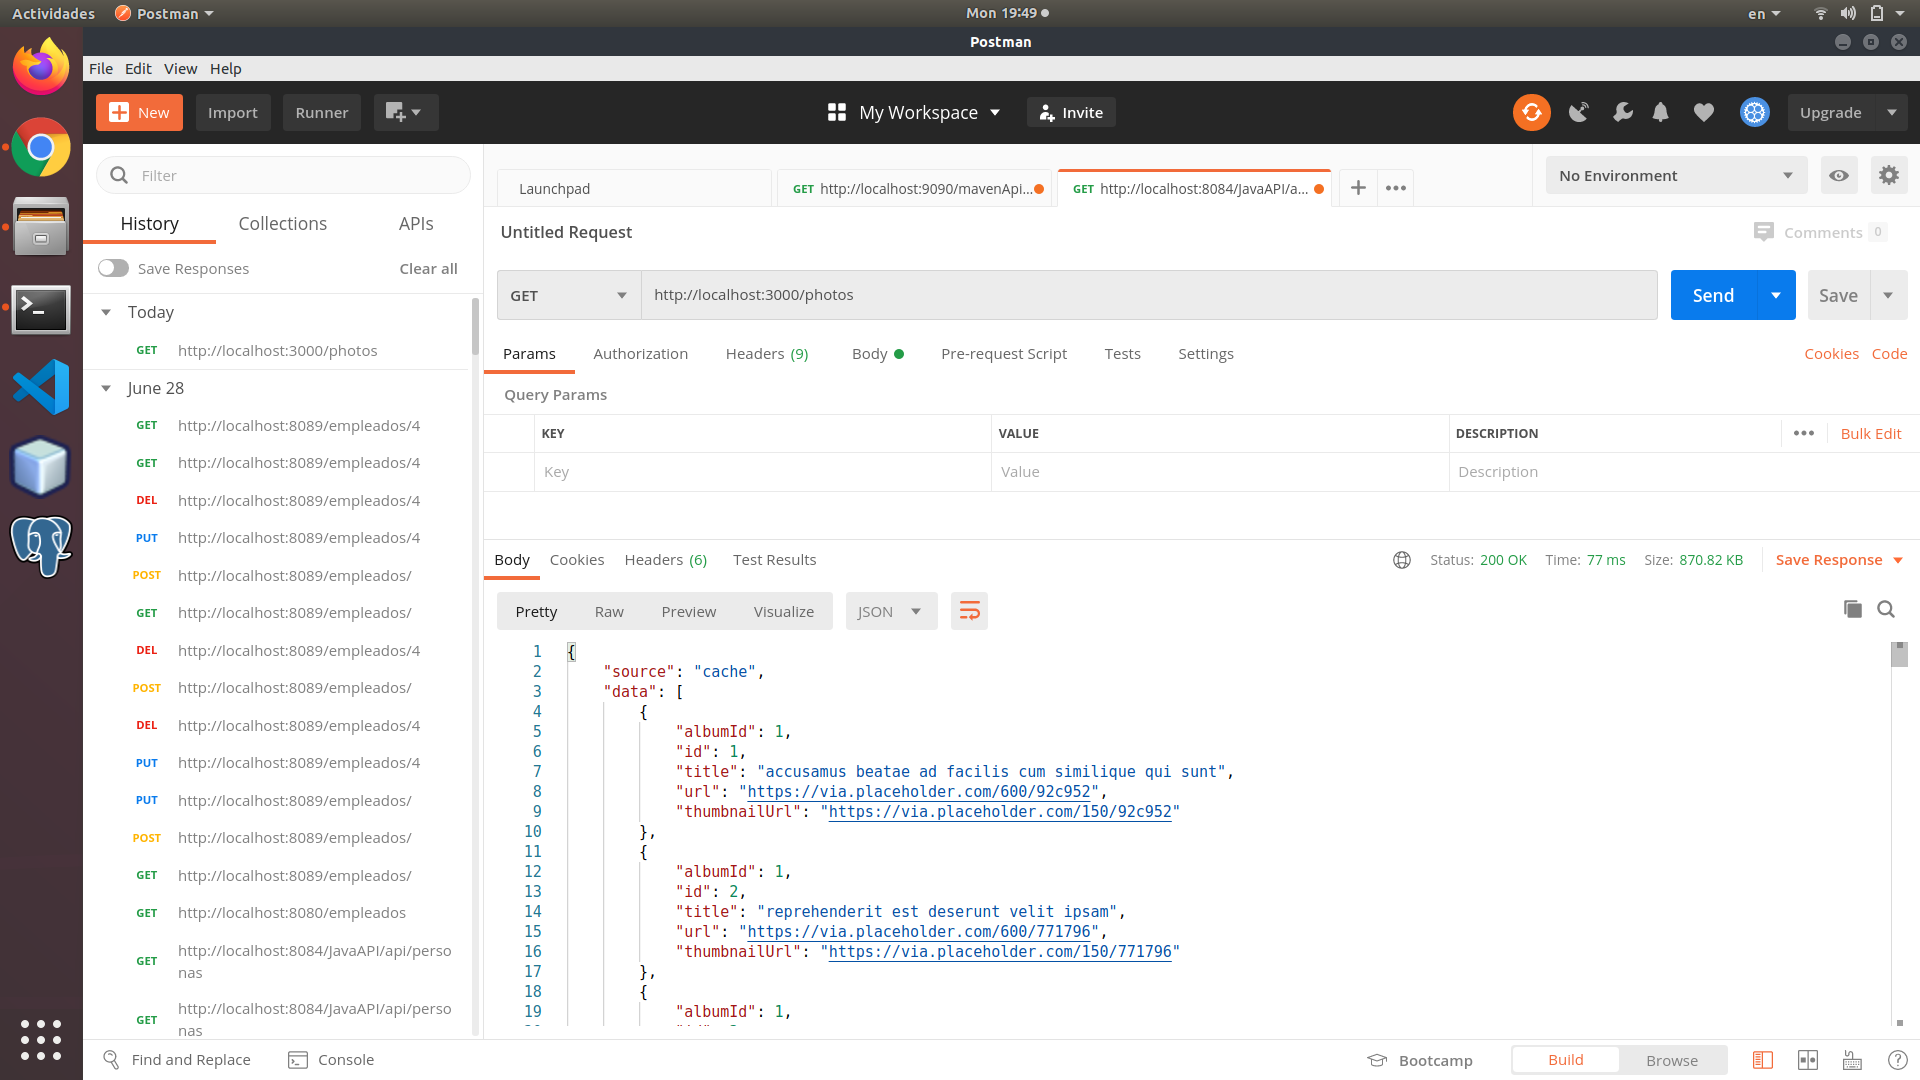 Actividades
Postman
Mon 19:49
en
Postman
File Edit View Help
New
Import
Runner
My Workspace
Invite
Upgrade
Filter
History
Collections
APIs
Save Responses
Clear all
Today
GET http://localhost:3000/photos
June 28
GET http://localhost:8089/empleados/4
GET http://localhost:8089/empleados/4
DEL http://localhost:8089/empleados/4
PUT http://localhost:8089/empleados/4
POST http://localhost:8089/empleados/
GET http://localhost:8089/empleados/
DEL http://localhost:8089/empleados/4
POST http://localhost:8089/empleados/
DEL http://localhost:8089/empleados/4
PUT http://localhost:8089/empleados/4
PUT http://localhost:8089/empleados/
POST http://localhost:8089/empleados/
GET http://localhost:8089/empleados/
GET http://localhost:8080/empleados
GET http://localhost:8084/JavaAPI/api/perso
nas
GET http://localhost:8084/JavaAPI/api/perso
nas
Launchpad
GET http://localhost:9090/mavenApi...
GET http://localhost:8084/JavaAPI/a...
No Environment
Untitled Request
Comments 0
GET
http://localhost:3000/photos
Send
Save
Params
Authorization
Headers (9)
Body
Pre-request Script
Tests
Settings
Cookies
Code
Query Params
KEY
VALUE
DESCRIPTION
Bulk Edit
Key
Value
Description
Body
Cookies
Headers (6)
Test Results
Status: 200 OK
Time: 77 ms
Size: 870.82 KB
Save Response
Pretty
Raw
Preview
Visualize
JSON
1 {
2 "source": "cache",
3 "data": [
4 {
5 "albumId": 1,
6 "id": 1,
7 "title": "accusamus beatae ad facilis cum similique qui sunt",
8 "url": "https://via.placeholder.com/600/92c952",
9 "thumbnailUrl": "https://via.placeholder.com/150/92c952"
10 },
11 {
12 "albumId": 1,
13 "id": 2,
14 "title": "reprehenderit est deserunt velit ipsam",
15 "url": "https://via.placeholder.com/600/771796",
16 "thumbnailUrl": "https://via.placeholder.com/150/771796"
17 },
18 {
19 "albumId": 1,
Find and Replace
Console
Bootcamp
Build
Browse